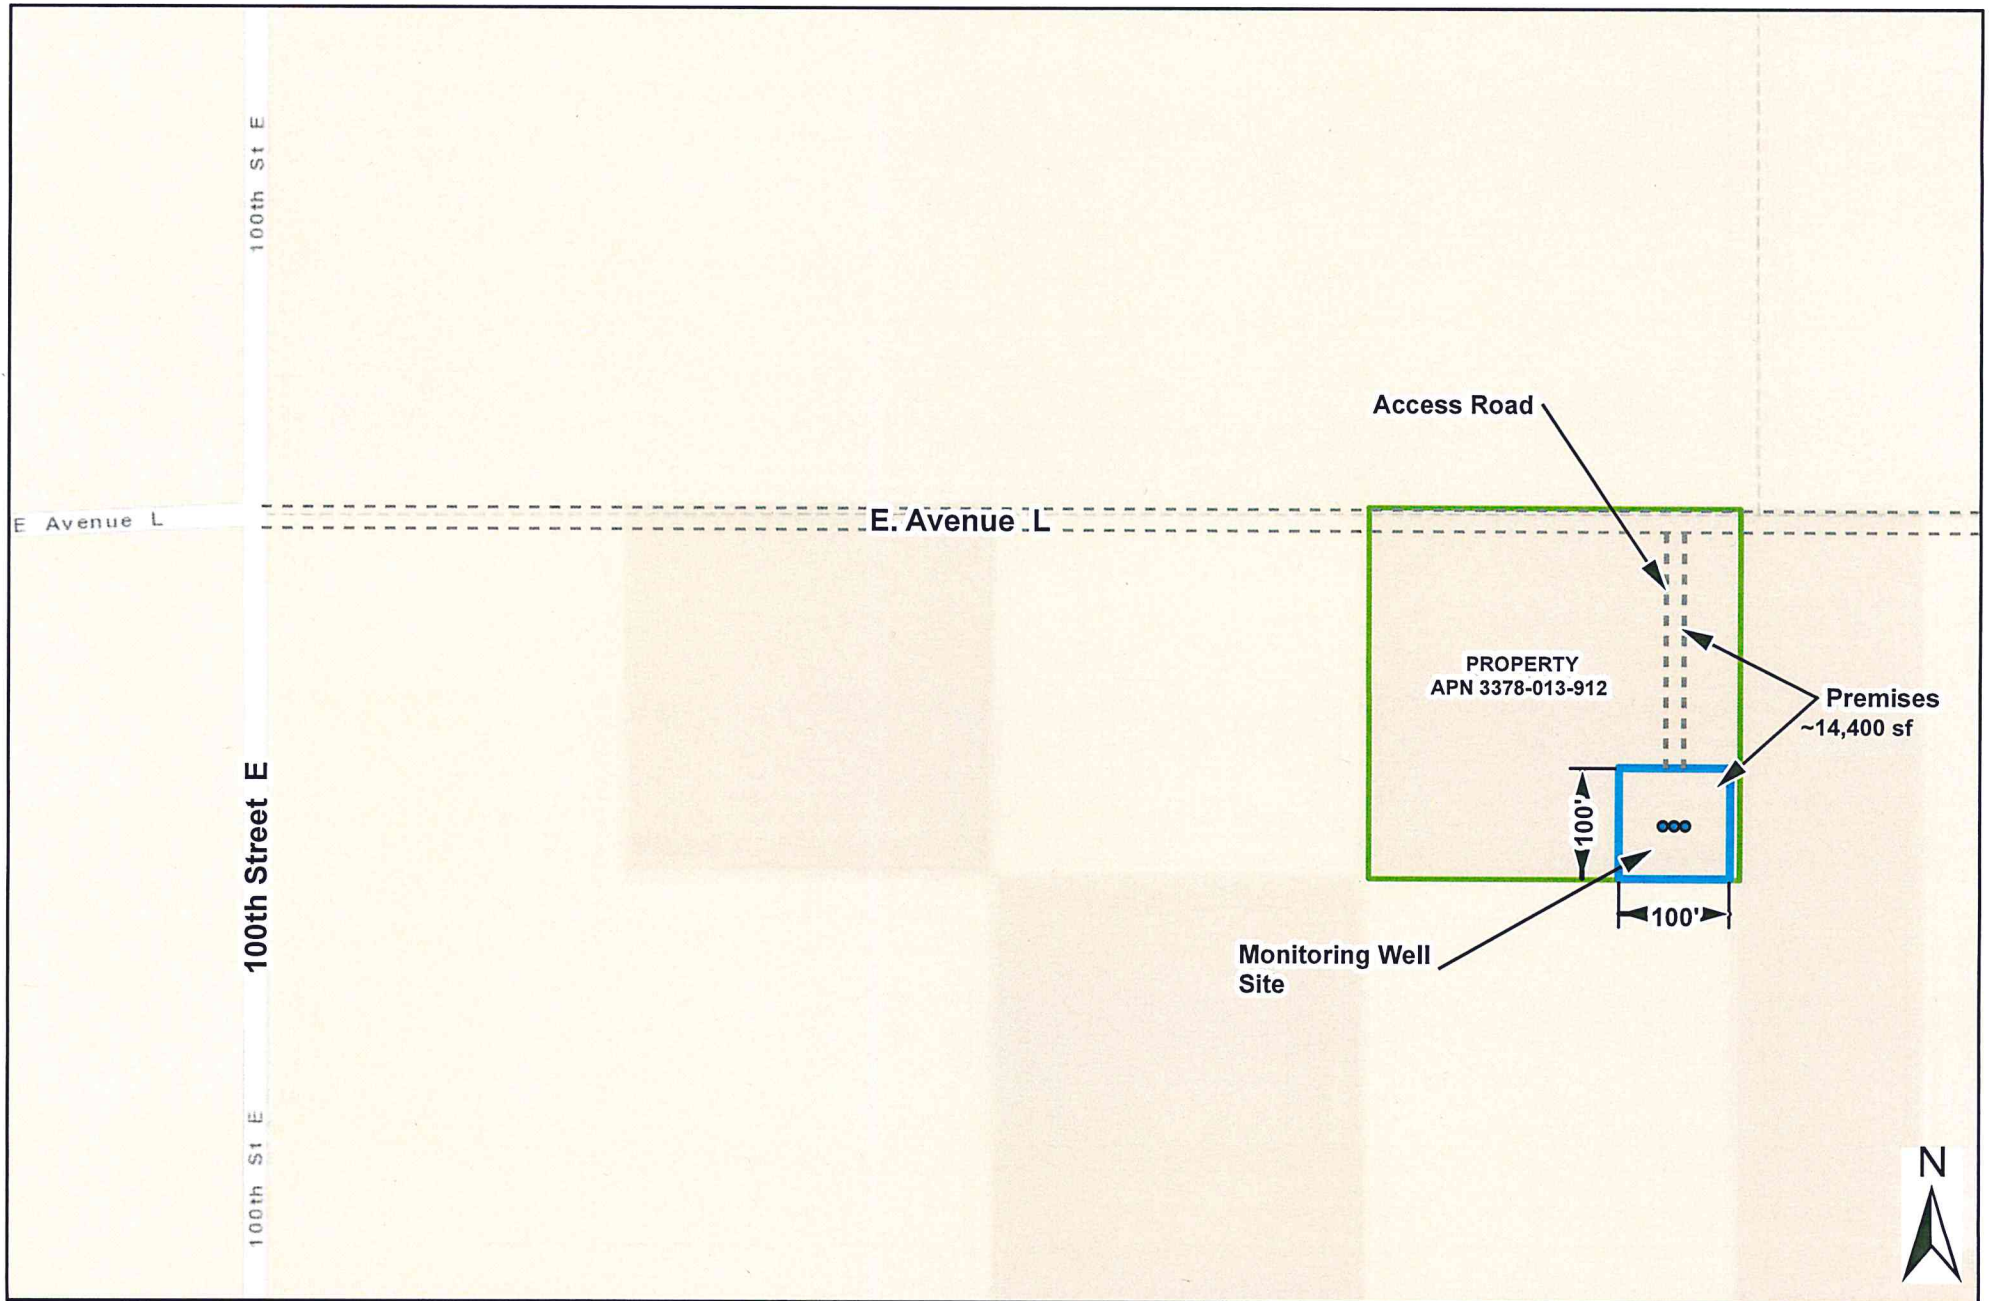 100th St E
Access Road
E Avenue L
E. Avenue L
PROPERTY
APN 3378-013-912
Premises
~14,400 sf
100'
100th Street E
100'
Monitoring Well
Site
100th St E
N